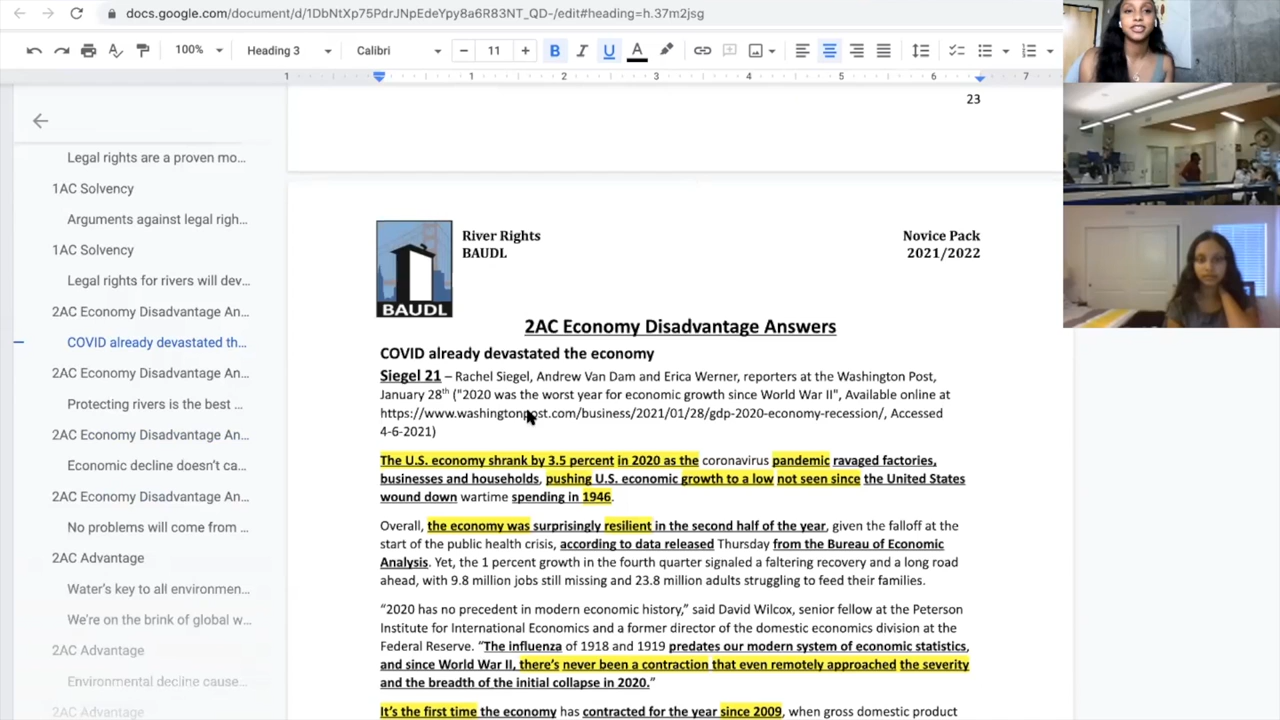 docs.google.com/document/d/1DbNtXp75PdrJNpEdeYpy8a6R83NT_QD-/edit#heading=h.37m2jsg
100% Heading 3 Calibri 11 B I U A
1 1 2 3 4 5 6 7
Legal rights are a proven mo...
1AC Solvency
Arguments against legal righ...
1AC Solvency
Legal rights for rivers will dev...
2AC Economy Disadvantage An...
COVID already devastated th...
2AC Economy Disadvantage An...
Protecting rivers is the best ...
2AC Economy Disadvantage An...
Economic decline doesn't ca...
2AC Economy Disadvantage An...
No problems will come from ...
2AC Advantage
Water's key to all environmen...
We're on the brink of global w...
2AC Advantage
Environmental decline cause...
2AC Advantage
23
BAUDL
River Rights
BAUDL
Novice Pack
2021/2022
2AC Economy Disadvantage Answers
COVID already devastated the economy
Siegel 21 – Rachel Siegel, Andrew Van Dam and Erica Werner, reporters at the Washington Post,
January 28th ("2020 was the worst year for economic growth since World War II", Available online at
https://www.washingtonpost.com/business/2021/01/28/gdp-2020-economy-recession/, Accessed
4-6-2021)
The U.S. economy shrank by 3.5 percent in 2020 as the coronavirus pandemic ravaged factories,
businesses and households, pushing U.S. economic growth to a low not seen since the United States
wound down wartime spending in 1946.
Overall, the economy was surprisingly resilient in the second half of the year, given the falloff at the
start of the public health crisis, according to data released Thursday from the Bureau of Economic
Analysis. Yet, the 1 percent growth in the fourth quarter signaled a faltering recovery and a long road
ahead, with 9.8 million jobs still missing and 23.8 million adults struggling to feed their families.
“2020 has no precedent in modern economic history,” said David Wilcox, senior fellow at the Peterson
Institute for International Economics and a former director of the domestic economics division at the
Federal Reserve. “The influenza of 1918 and 1919 predates our modern system of economic statistics,
and since World War II, there’s never been a contraction that even remotely approached the severity
and the breadth of the initial collapse in 2020.”
It’s the first time the economy has contracted for the year since 2009, when gross domestic product